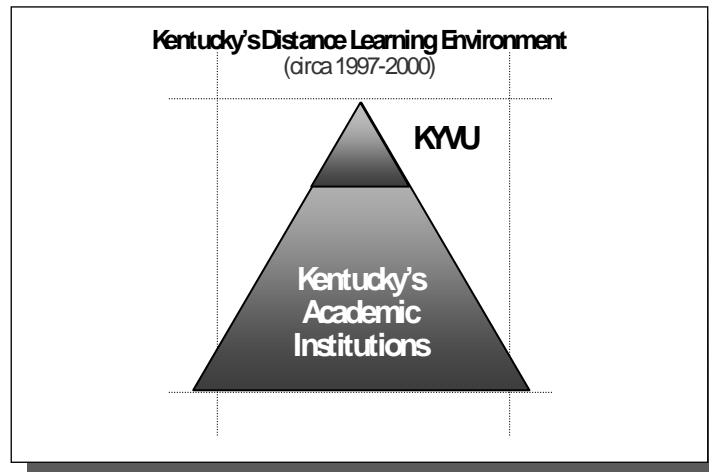 Kentucky's Distance Learning Environment
(circa 1997-2000)
KYVU
Kentucky's
Academic
Institutions